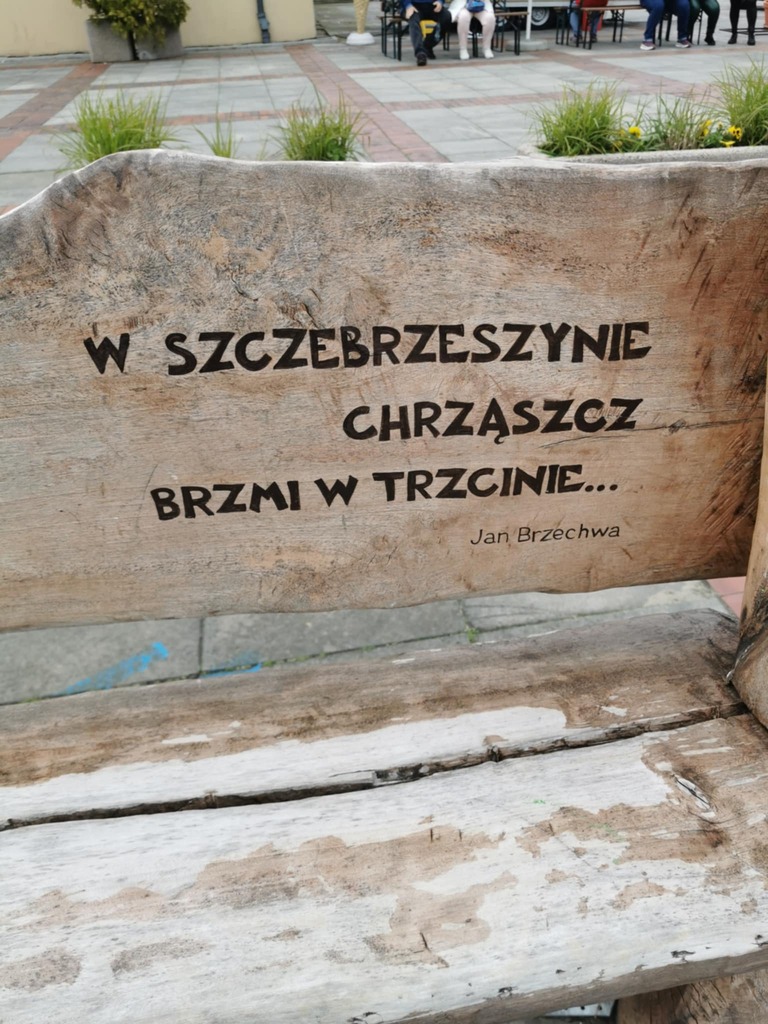 W SZCZEBRZESZYNIE
CHRZĄSZCZ
BRZMI W TRZCINIE...
Jan Brzechwa